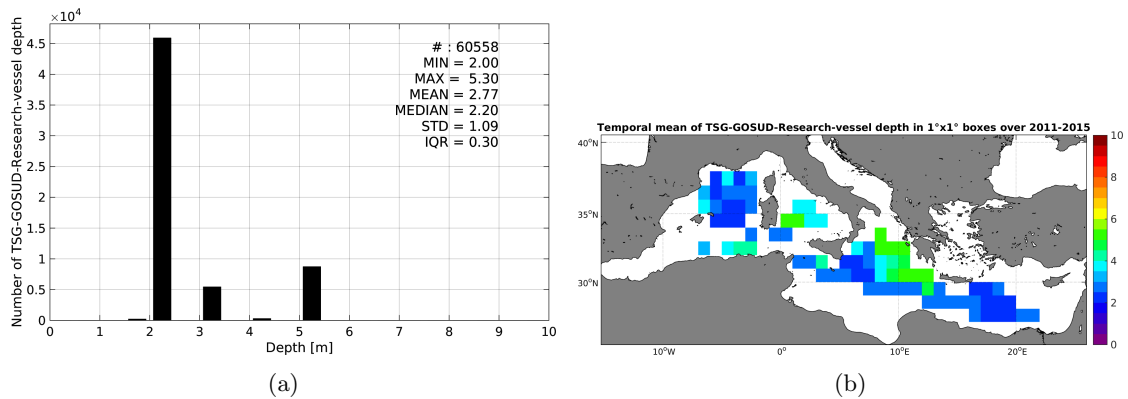 ×10⁴
Number of TSG-GOSUD-Research-vessel depth
4.5
4
3.5
3
2.5
2
1.5
1
0.5
0
# : 60558
MIN = 2.00
MAX = 5.30
MEAN = 2.77
MEDIAN = 2.20
STD = 1.09
IQR = 0.30
0 1 2 3 4 5 6 7 8 9 10
Depth [m]
(a)
Temporal mean of TSG-GOSUD-Research-vessel depth in 1°x1° boxes over 2011-2015
40°N
35°N
30°N
10°W 0° 10°E 20°E
10
8
6
4
2
0
(b)